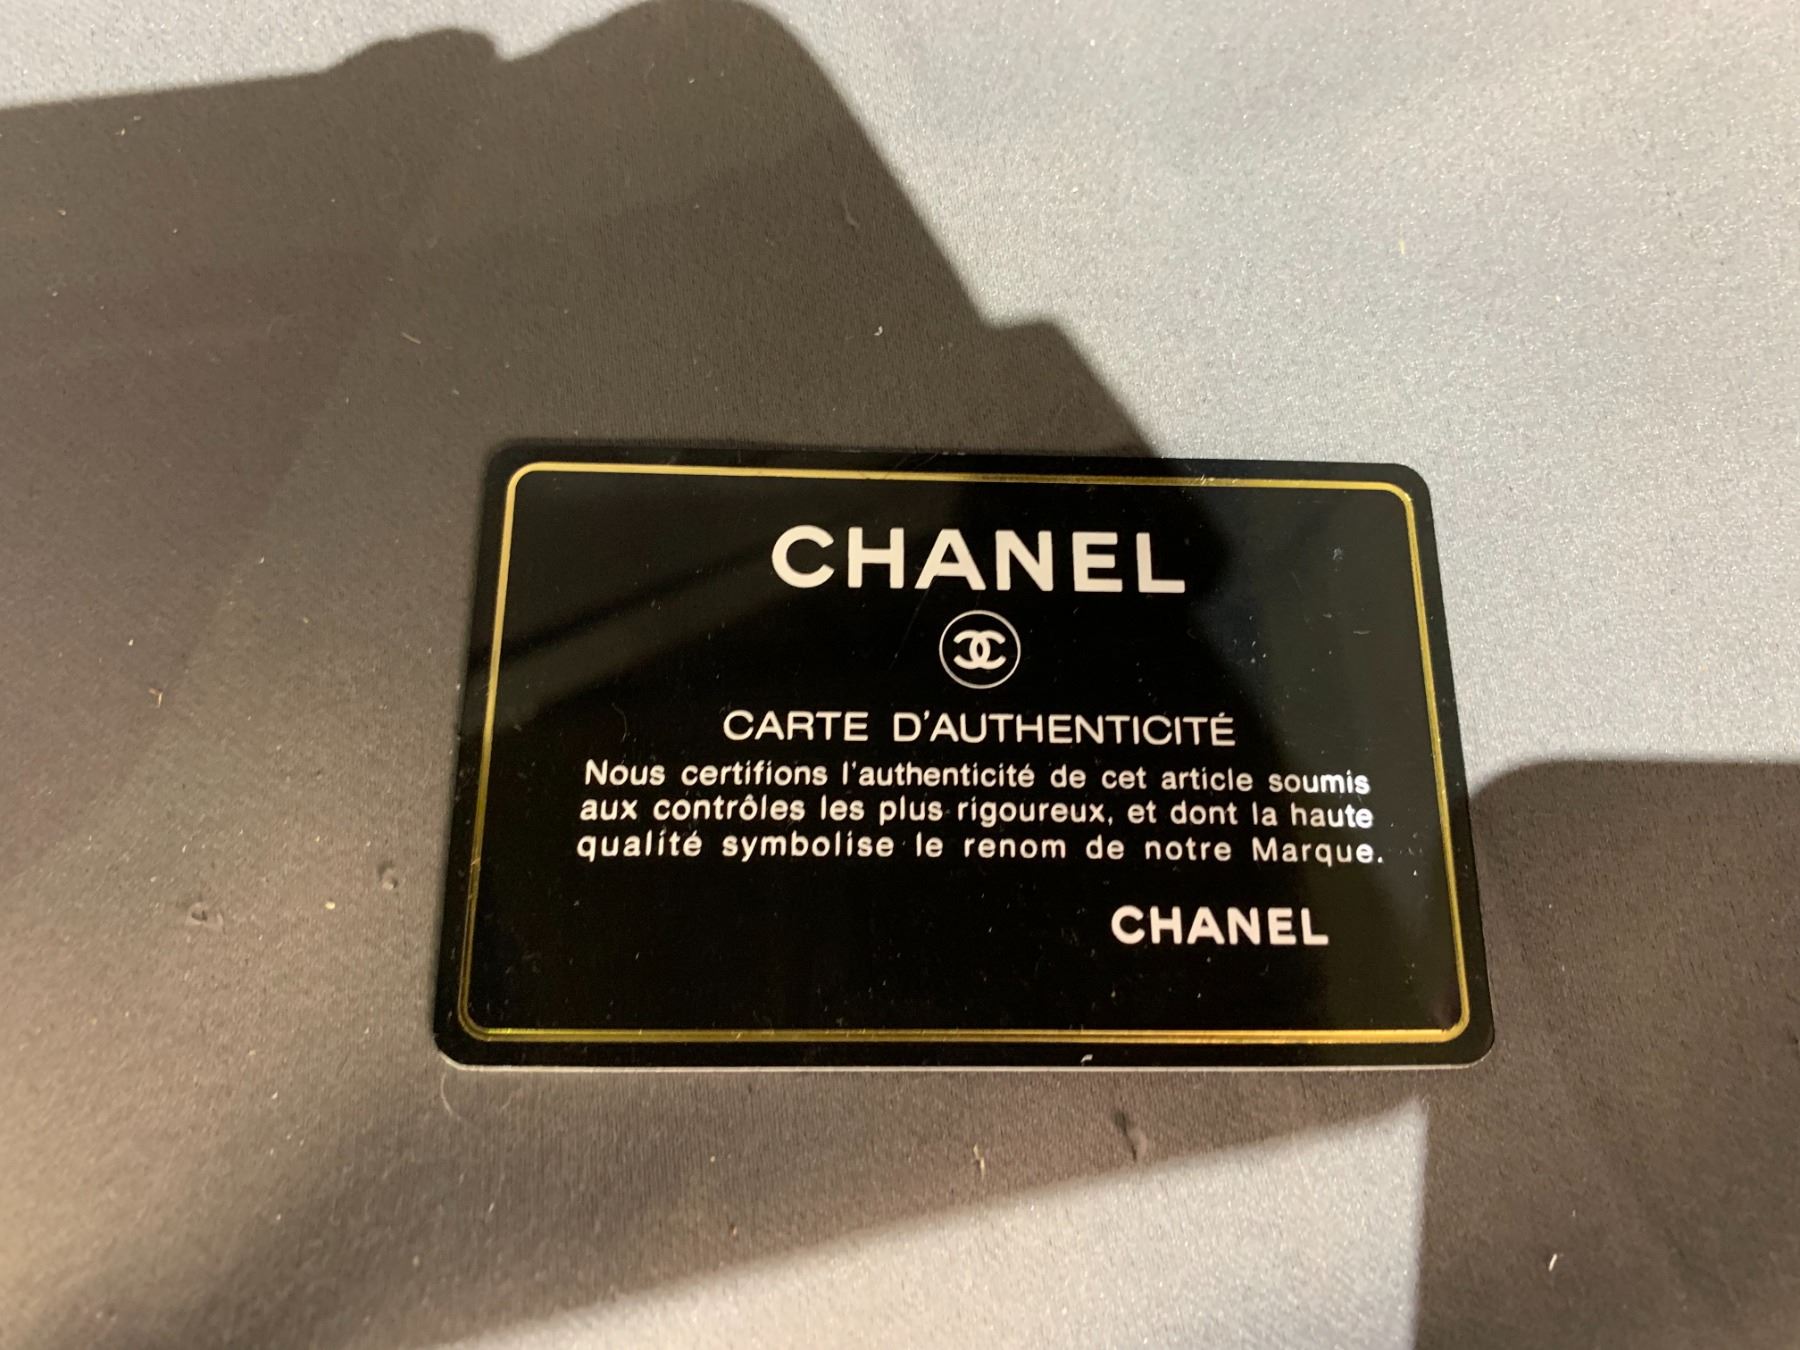 CHANEL
CARTE D'AUTHENTICITÉ
Nous certifions l'authenticité de cet article soumis
aux contrôles les plus rigoureux, et dont la haute
qualité symbolise le renom de notre Marque.
CHANEL